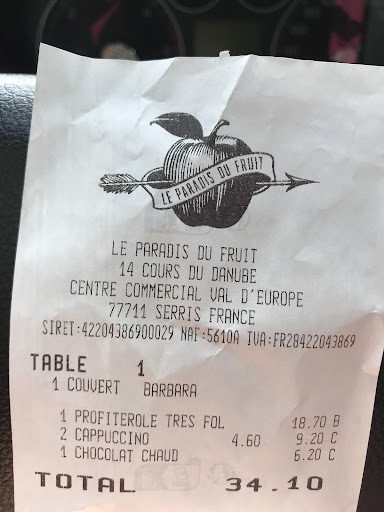 LE PARADIS DU FRUIT
LE PARADIS DU FRUIT
14 COURS DU DANUBE
CENTRE COMMERCIAL VAL D'EUROPE
77711 SERRIS FRANCE
SIRET:42204386900029 NAF:5610A TVA:FR28422043869
TABLE 1
1 COUVERT BARBARA
1 PROFITEROLE TRES FOL 18.70 B
2 CAPPUCCINO 4.60 9.20 C
1 CHOCOLAT CHAUD 6.20 C
TOTAL 34.10